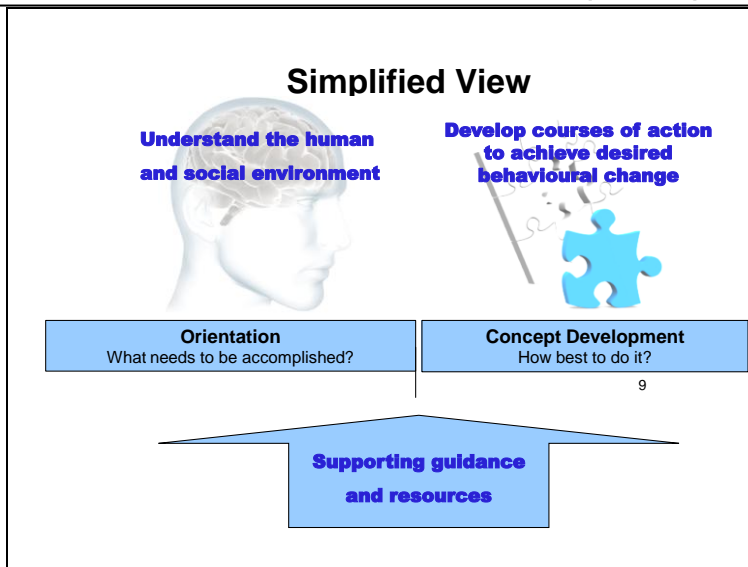 Simplified View
Understand the human
and social environment
Develop courses of action
to achieve desired
behavioural change
Orientation
What needs to be accomplished?
Concept Development
How best to do it?
9
Supporting guidance
and resources